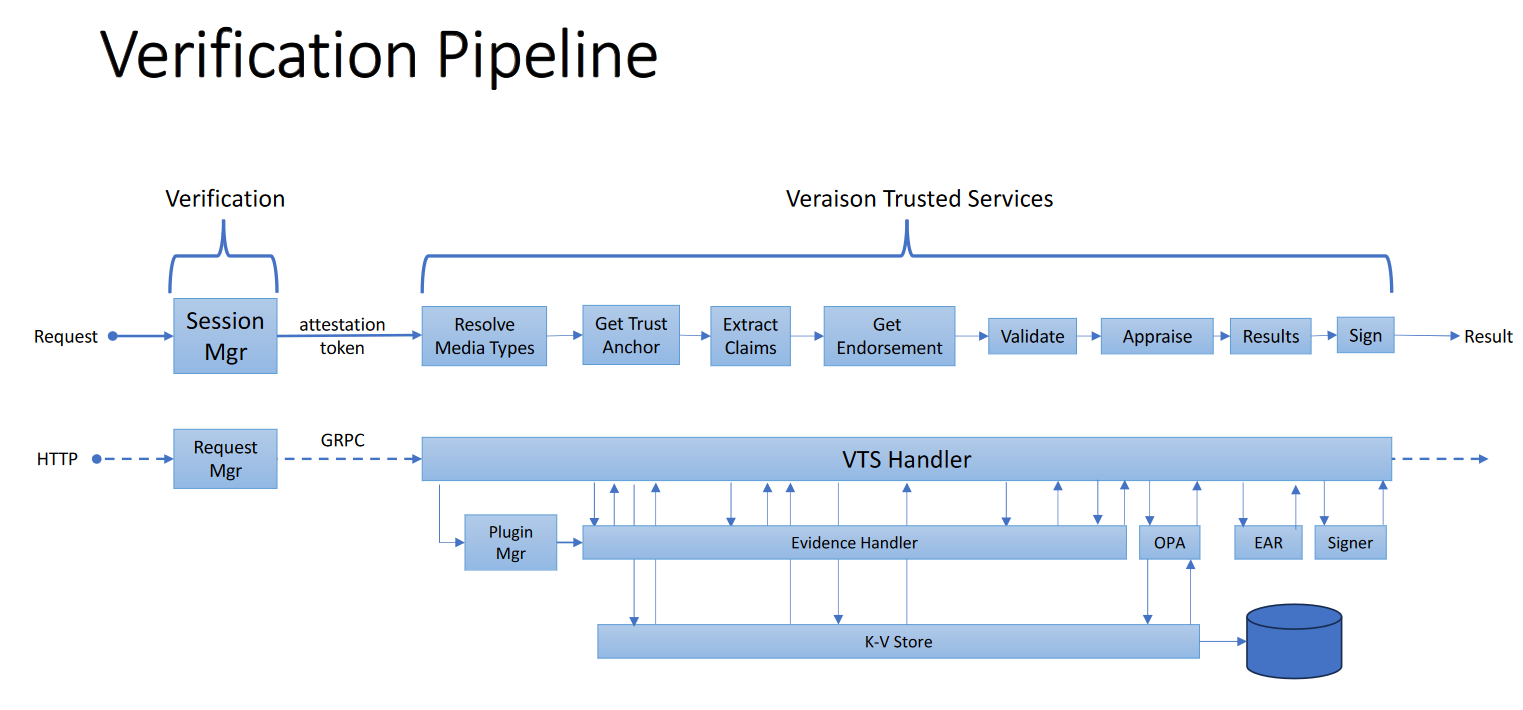 Verification Pipeline
Verification
Veraison Trusted Services
Request
Session
Mgr
attestation
token
Resolve
Media Types
Get Trust
Anchor
Extract
Claims
Get
Endorsement
Validate
Appraise
Results
Sign
Result
HTTP
Request
Mgr
GRPC
VTS Handler
Plugin
Mgr
Evidence Handler
OPA
EAR
Signer
K-V Store